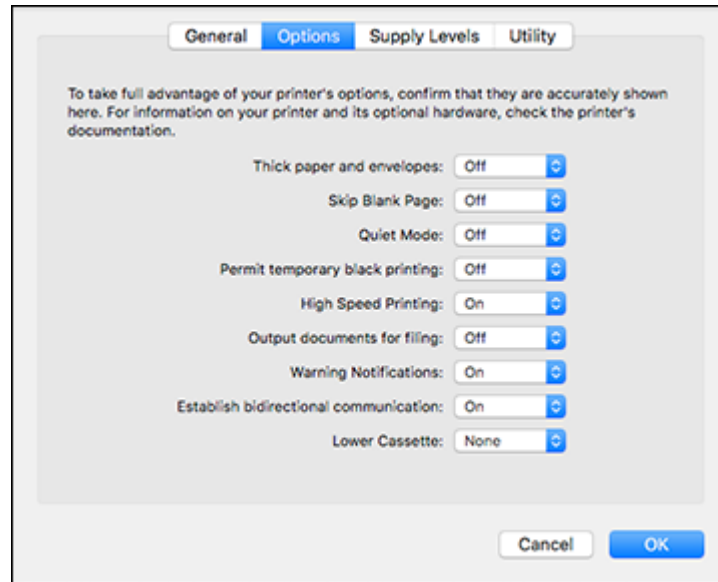 General Options Supply Levels Utility
To take full advantage of your printer's options, confirm that they are accurately shown
here. For information on your printer and its optional hardware, check the printer's
documentation.
Thick paper and envelopes: Off
Skip Blank Page: Off
Quiet Mode: Off
Permit temporary black printing: Off
High Speed Printing: On
Output documents for filing: Off
Warning Notifications: On
Establish bidirectional communication: On
Lower Cassette: None
Cancel OK